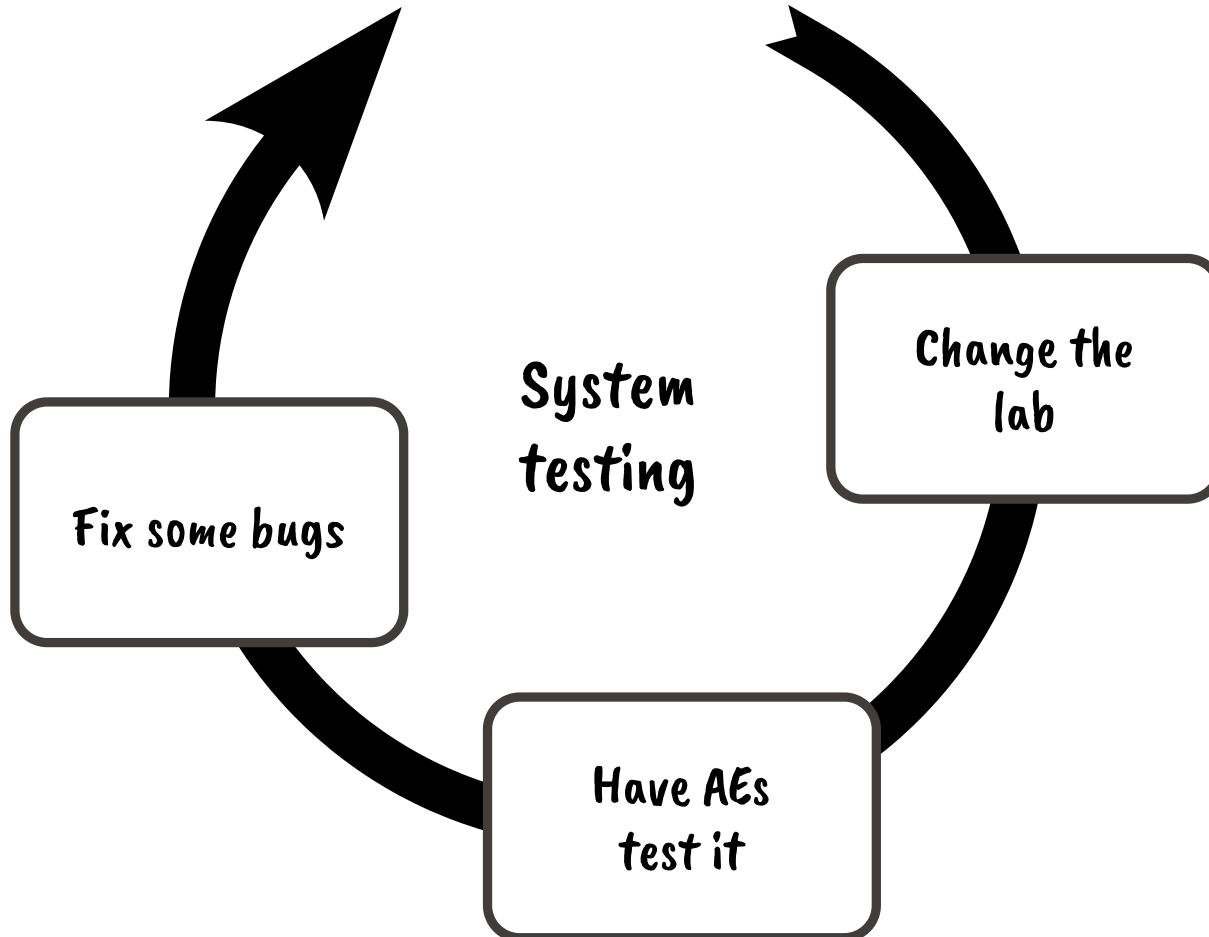 System
testing
Change the
lab
Have AEs
test it
Fix some bugs